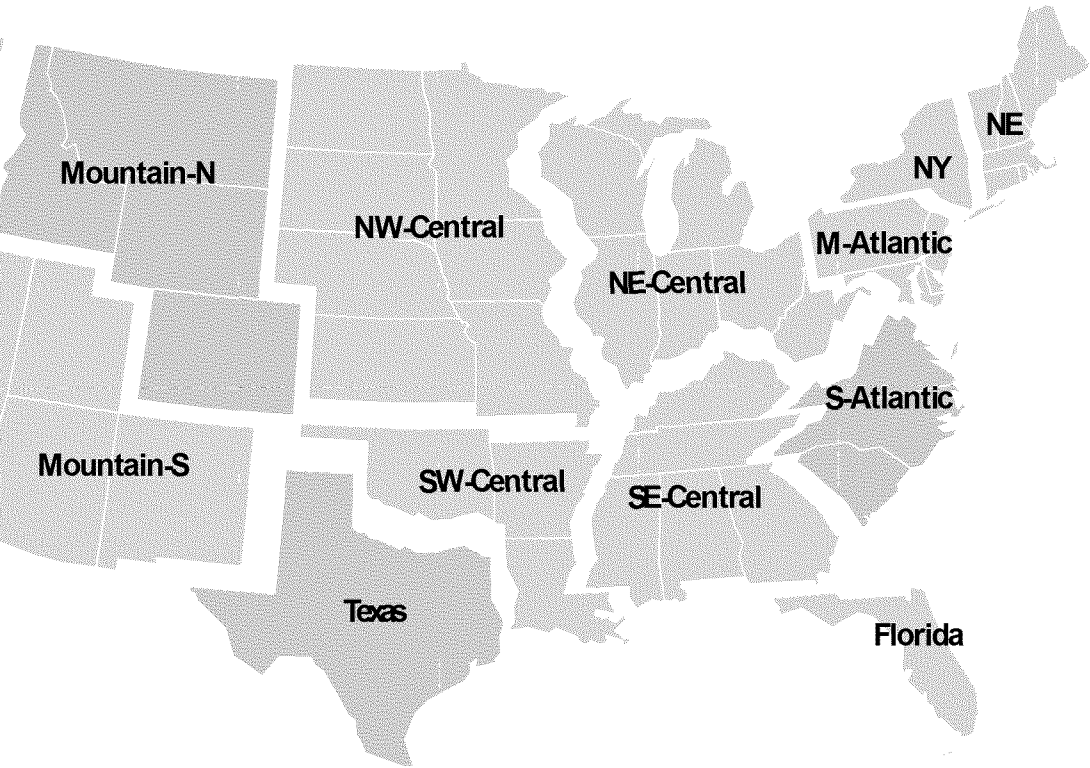 NE
NY
Mountain-N
NW-Central
M-Atlantic
NE-Central
S-Atlantic
Mountain-S
SW-Central
SE-Central
Texas
Florida